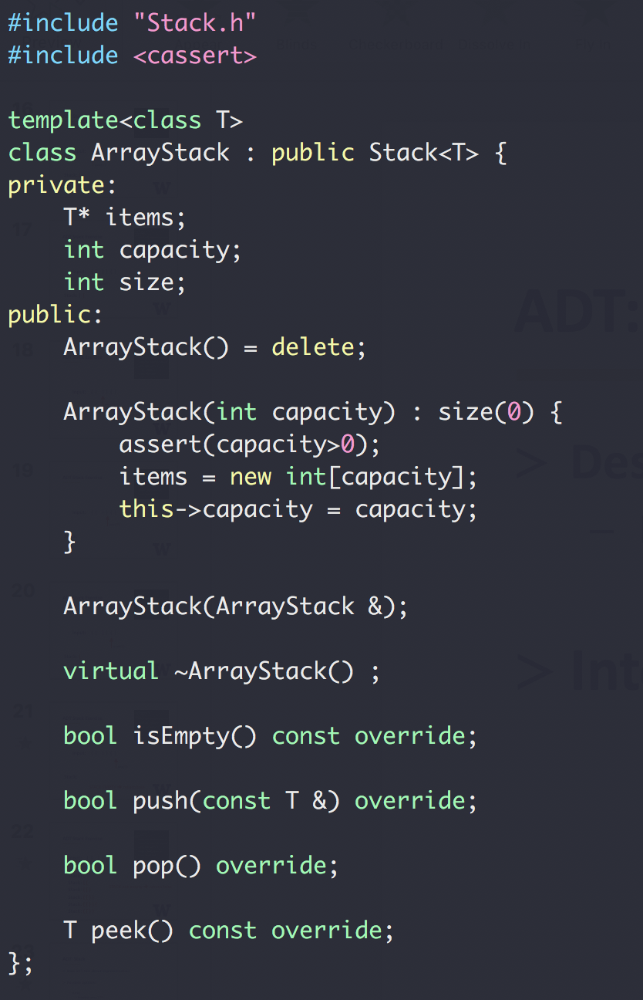 #include "Stack.h"
#include <cassert>
template<class T>
class ArrayStack : public Stack<T> {
private:
    T* items;
    int capacity;
    int size;
public:
    ArrayStack() = delete;
    ArrayStack(int capacity) : size(0) {
        assert(capacity>0);
        items = new int[capacity];
        this->capacity = capacity;
    }
    ArrayStack(ArrayStack &);
    virtual ~ArrayStack() ;
    bool isEmpty() const override;
    bool push(const T &) override;
    bool pop() override;
    T peek() const override;
};